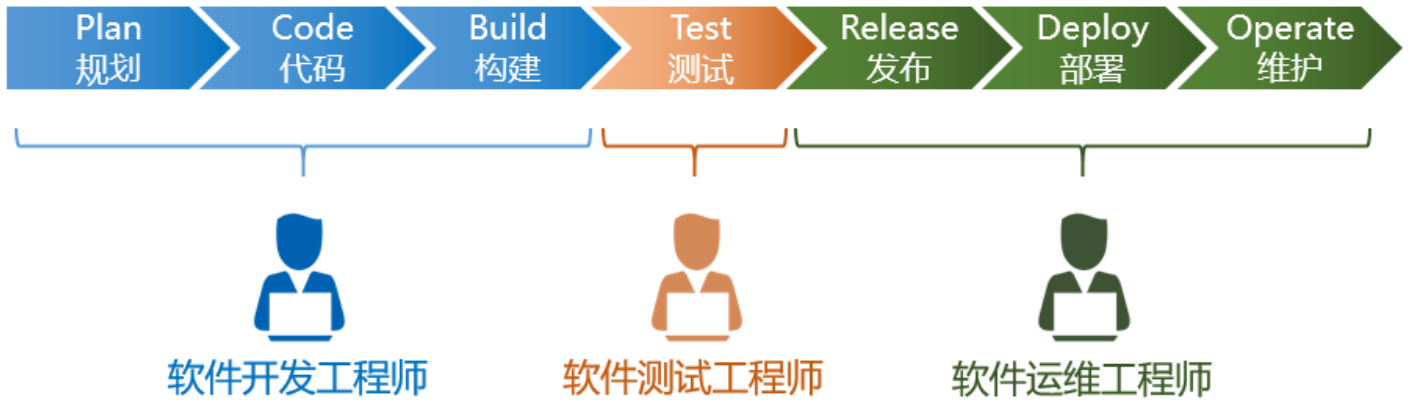 Plan
规划
Code
代码
Build
构建
Test
测试
Release
发布
Deploy
部署
Operate
维护
软件开发工程师
软件测试工程师
软件运维工程师